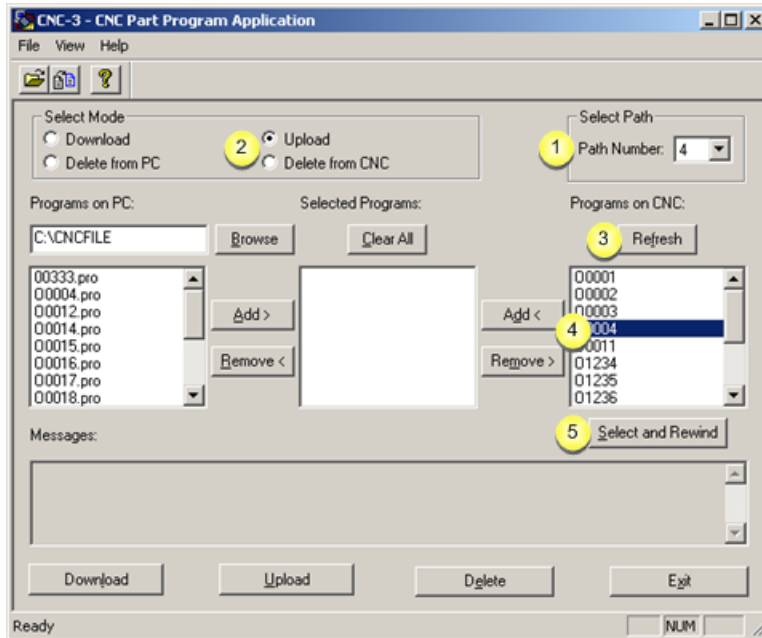 CNC-3 - CNC Part Program Application
File View Help
Select Mode
Download
2
Upload
Delete from PC
Delete from CNC
Select Path
1
Path Number: 4
Programs on PC:
Selected Programs:
Programs on CNC:
C:\CNCFILE
Browse
Clear All
3
Refresh
00333.pro
O0004.pro
O0012.pro
O0014.pro
O0015.pro
O0016.pro
O0017.pro
O0018.pro
Add >
Remove <
Add <
Remove >
O0001
O0002
O0003
4
O0011
O1234
O1235
O1236
5
Select and Rewind
Messages:
Download
Upload
Delete
Exit
Ready
NUM